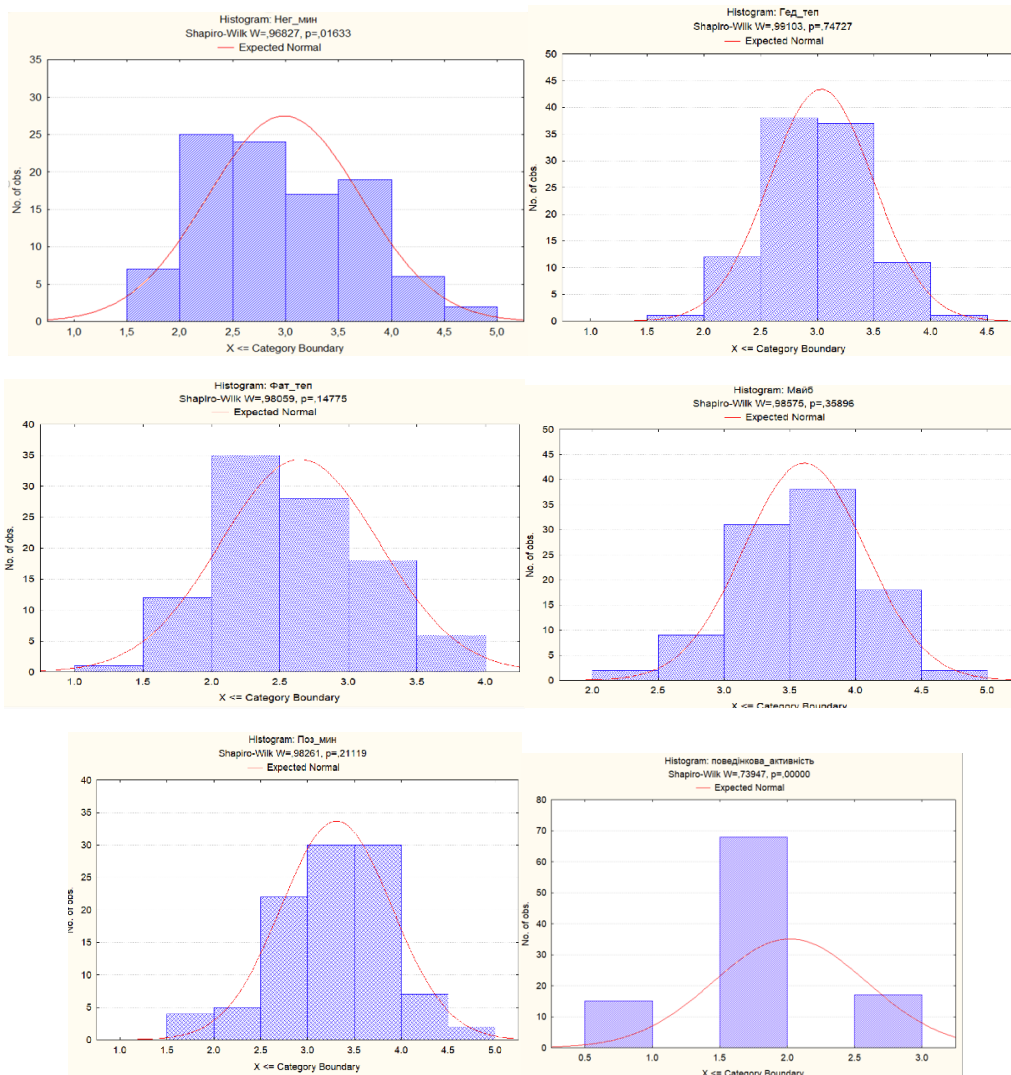 Histogram: Нег_мин
Shapiro-Wilk W=,96827, p=,01633
Expected Normal
35
30
25
20
15
10
5
0
No. of obs.
1,0 1,5 2,0 2,5 3,0 3,5 4,0 4,5 5,0
X <= Category Boundary
Histogram: Гед_теп
Shapiro-Wilk W=,99103, p=,74727
Expected Normal
50
45
40
35
30
25
20
15
10
5
0
No. of obs.
1.0 1.5 2.0 2.5 3.0 3.5 4.0 4.5
X <= Category Boundary
Histogram: Фат_теп
Shapiro-Wilk W=,98059, p=,14775
Expected Normal
40
35
30
25
20
15
10
5
0
No. of obs.
1.0 1.5 2.0 2.5 3.0 3.5 4.0
X <= Category Boundary
Histogram: Майб
Shapiro-Wilk W=,98575, p=,35896
Expected Normal
50
45
40
35
30
25
20
15
10
5
0
No. of obs.
2.0 2.5 3.0 3.5 4.0 4.5 5.0
X <= Category Boundary
Histogram: Поз_мин
Shapiro-Wilk W=,98261, p=,21119
Expected Normal
40
35
30
25
20
15
10
5
0
No. of obs.
1.0 1.5 2.0 2.5 3.0 3.5 4.0 4.5 5.0
X <= Category Boundary
Histogram: поведінкова_активність
Shapiro-Wilk W=,73947, p=,00000
Expected Normal
80
70
60
50
40
30
20
10
0
No. of obs.
0.5 1.0 1.5 2.0 2.5 3.0
X <= Category Boundary